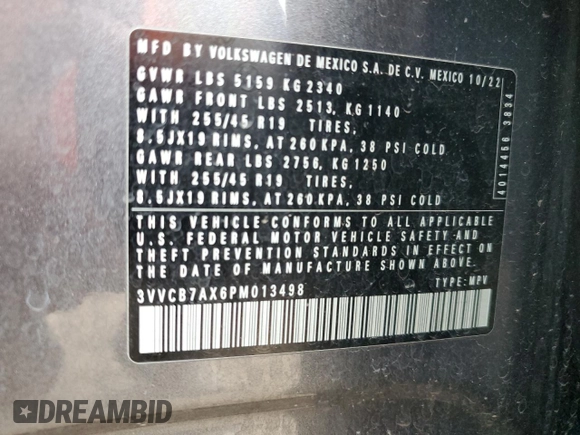 MFD BY VOLKSWAGEN DE MEXICO S.A. DE C.V. MEXICO 10/22
GVWR LBS 5159 KG 2340
GAWR FRONT LBS 2513, KG 1140
WITH 255/45 R19 TIRES,
8.5JX19 RIMS, AT 260 KPA, 38 PSI COLD
GAWR REAR LBS 2756, KG 1250
WITH 255/45 R19 TIRES,
8.5JX19 RIMS, AT 260 KPA, 38 PSI COLD
4014456 3834
THIS VEHICLE CONFORMS TO ALL APPLICABLE
U.S. FEDERAL MOTOR VEHICLE SAFETY AND
THEFT PREVENTION STANDARDS IN EFFECT ON
THE DATE OF MANUFACTURE SHOWN ABOVE.
3VVCB7AX6PM013498 TYPE: MPV
DREAMBID